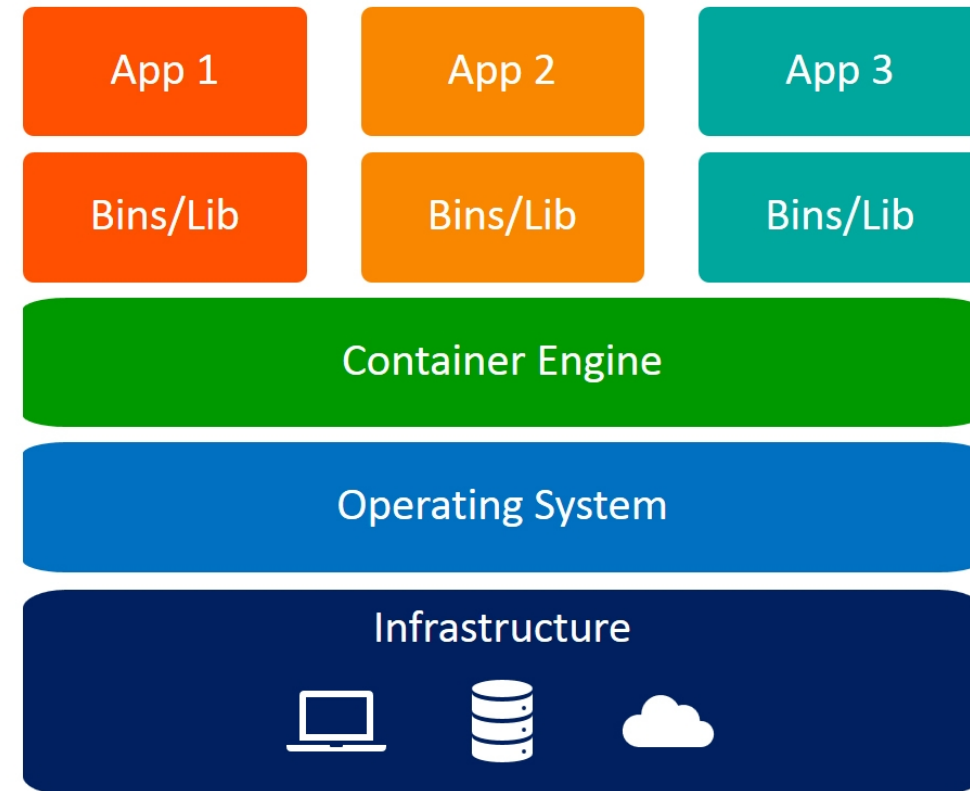 App 1
App 2
App 3
Bins/Lib
Bins/Lib
Bins/Lib
Container Engine
Operating System
Infrastructure